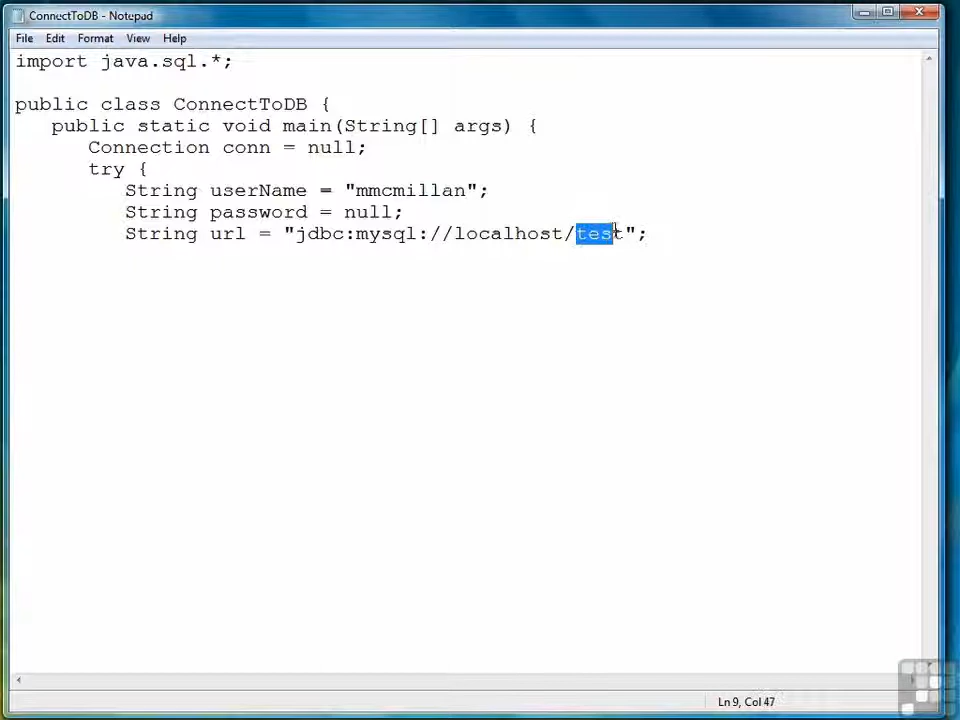 ConnectToDB - Notepad
File Edit Format View Help
import java.sql.*;
public class ConnectToDB {
public static void main(String[] args) {
Connection conn = null;
try {
String userName = "mmcmillan";
String password = null;
String url = "jdbc:mysql://localhost/test";
Ln 9, Col 47